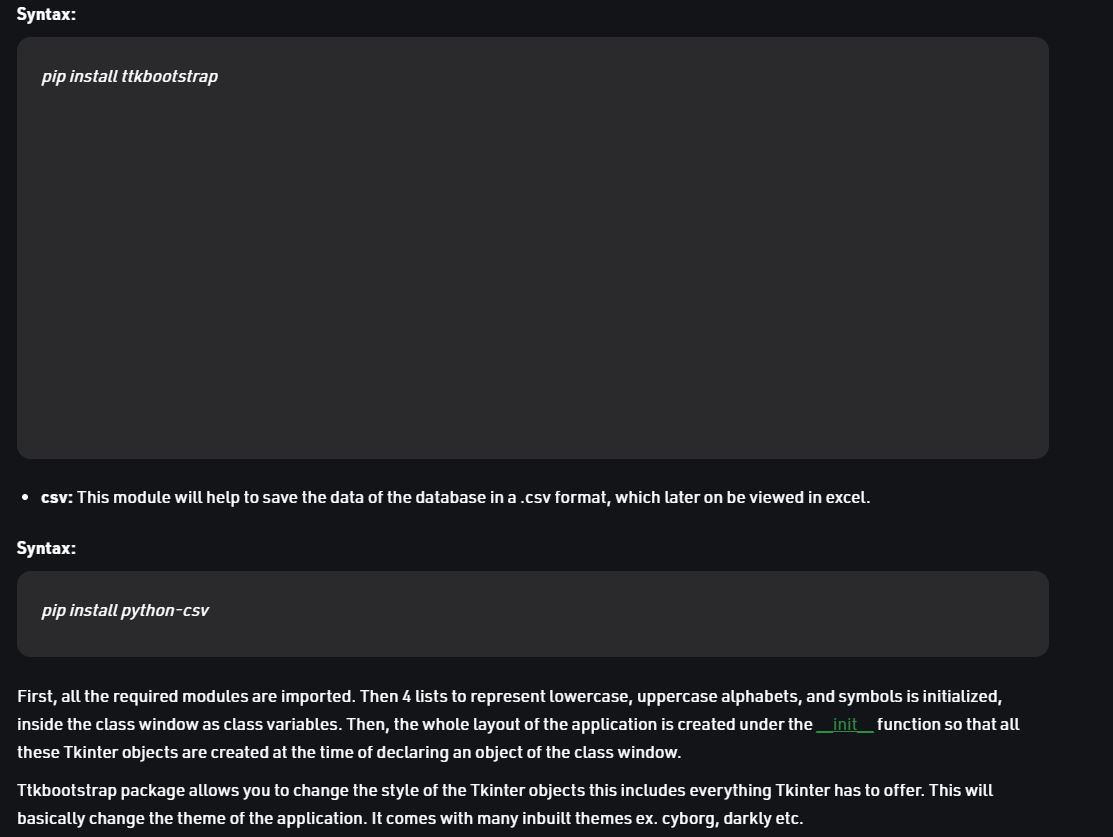 Syntax:
pip install ttkbootstrap
• csv: This module will help to save the data of the database in a .csv format, which later on be viewed in excel.
Syntax:
pip install python-csv
First, all the required modules are imported. Then 4 lists to represent lowercase, uppercase alphabets, and symbols is initialized,
inside the class window as class variables. Then, the whole layout of the application is created under the __init__ function so that all
these Tkinter objects are created at the time of declaring an object of the class window.
Ttkbootstrap package allows you to change the style of the Tkinter objects this includes everything Tkinter has to offer. This will
basically change the theme of the application. It comes with many inbuilt themes ex. cyborg, darkly etc.